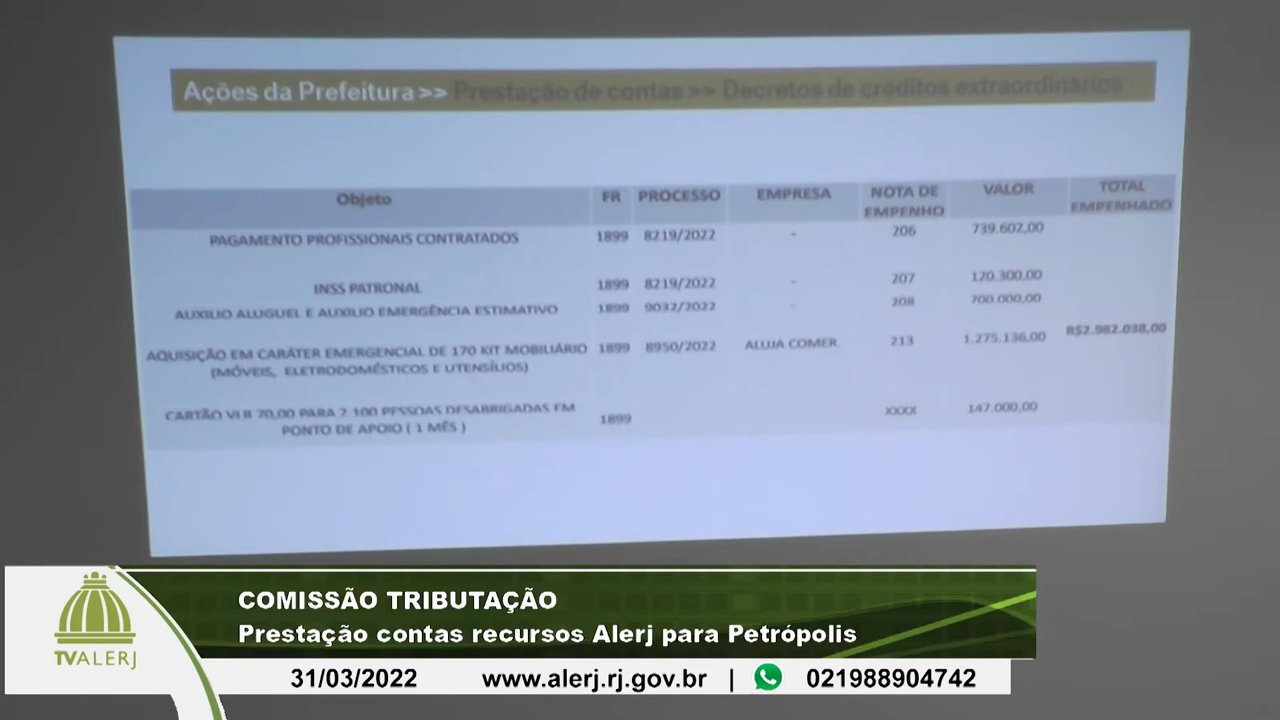 Ações da Prefeitura >> Prestação de contas >> Decretos de créditos extraordinários
Objeto FR PROCESSO EMPRESA NOTA DE EMPENHO VALOR TOTAL EMPENHADO
PAGAMENTO PROFISSIONAIS CONTRATADOS 1899 8219/2022 - 206 739.602,00
INSS PATRONAL 1899 8219/2022 - 207 120.300,00
AUXILIO ALUGUEL E AUXILIO EMERGÊNCIA ESTIMATIVO 1899 9032/2022 - 208 700.000,00
AQUISIÇÃO EM CARÁTER EMERGENCIAL DE 170 KIT MOBILIÁRIO 1899 8950/2022 ALUJA COMER. 213 1.275.136,00 R$2.982.038,00
(MÓVEIS, ELETRODOMÉSTICOS E UTENSÍLIOS)
CARTÃO VLR 70,00 PARA 2.100 PESSOAS DESABRIGADAS EM
PONTO DE APOIO ( 1 MÊS ) 1899 XXXX 147.000,00
COMISSÃO TRIBUTAÇÃO
Prestação contas recursos Alerj para Petrópolis
TVALERJ
31/03/2022 www.alerj.rj.gov.br | 021988904742